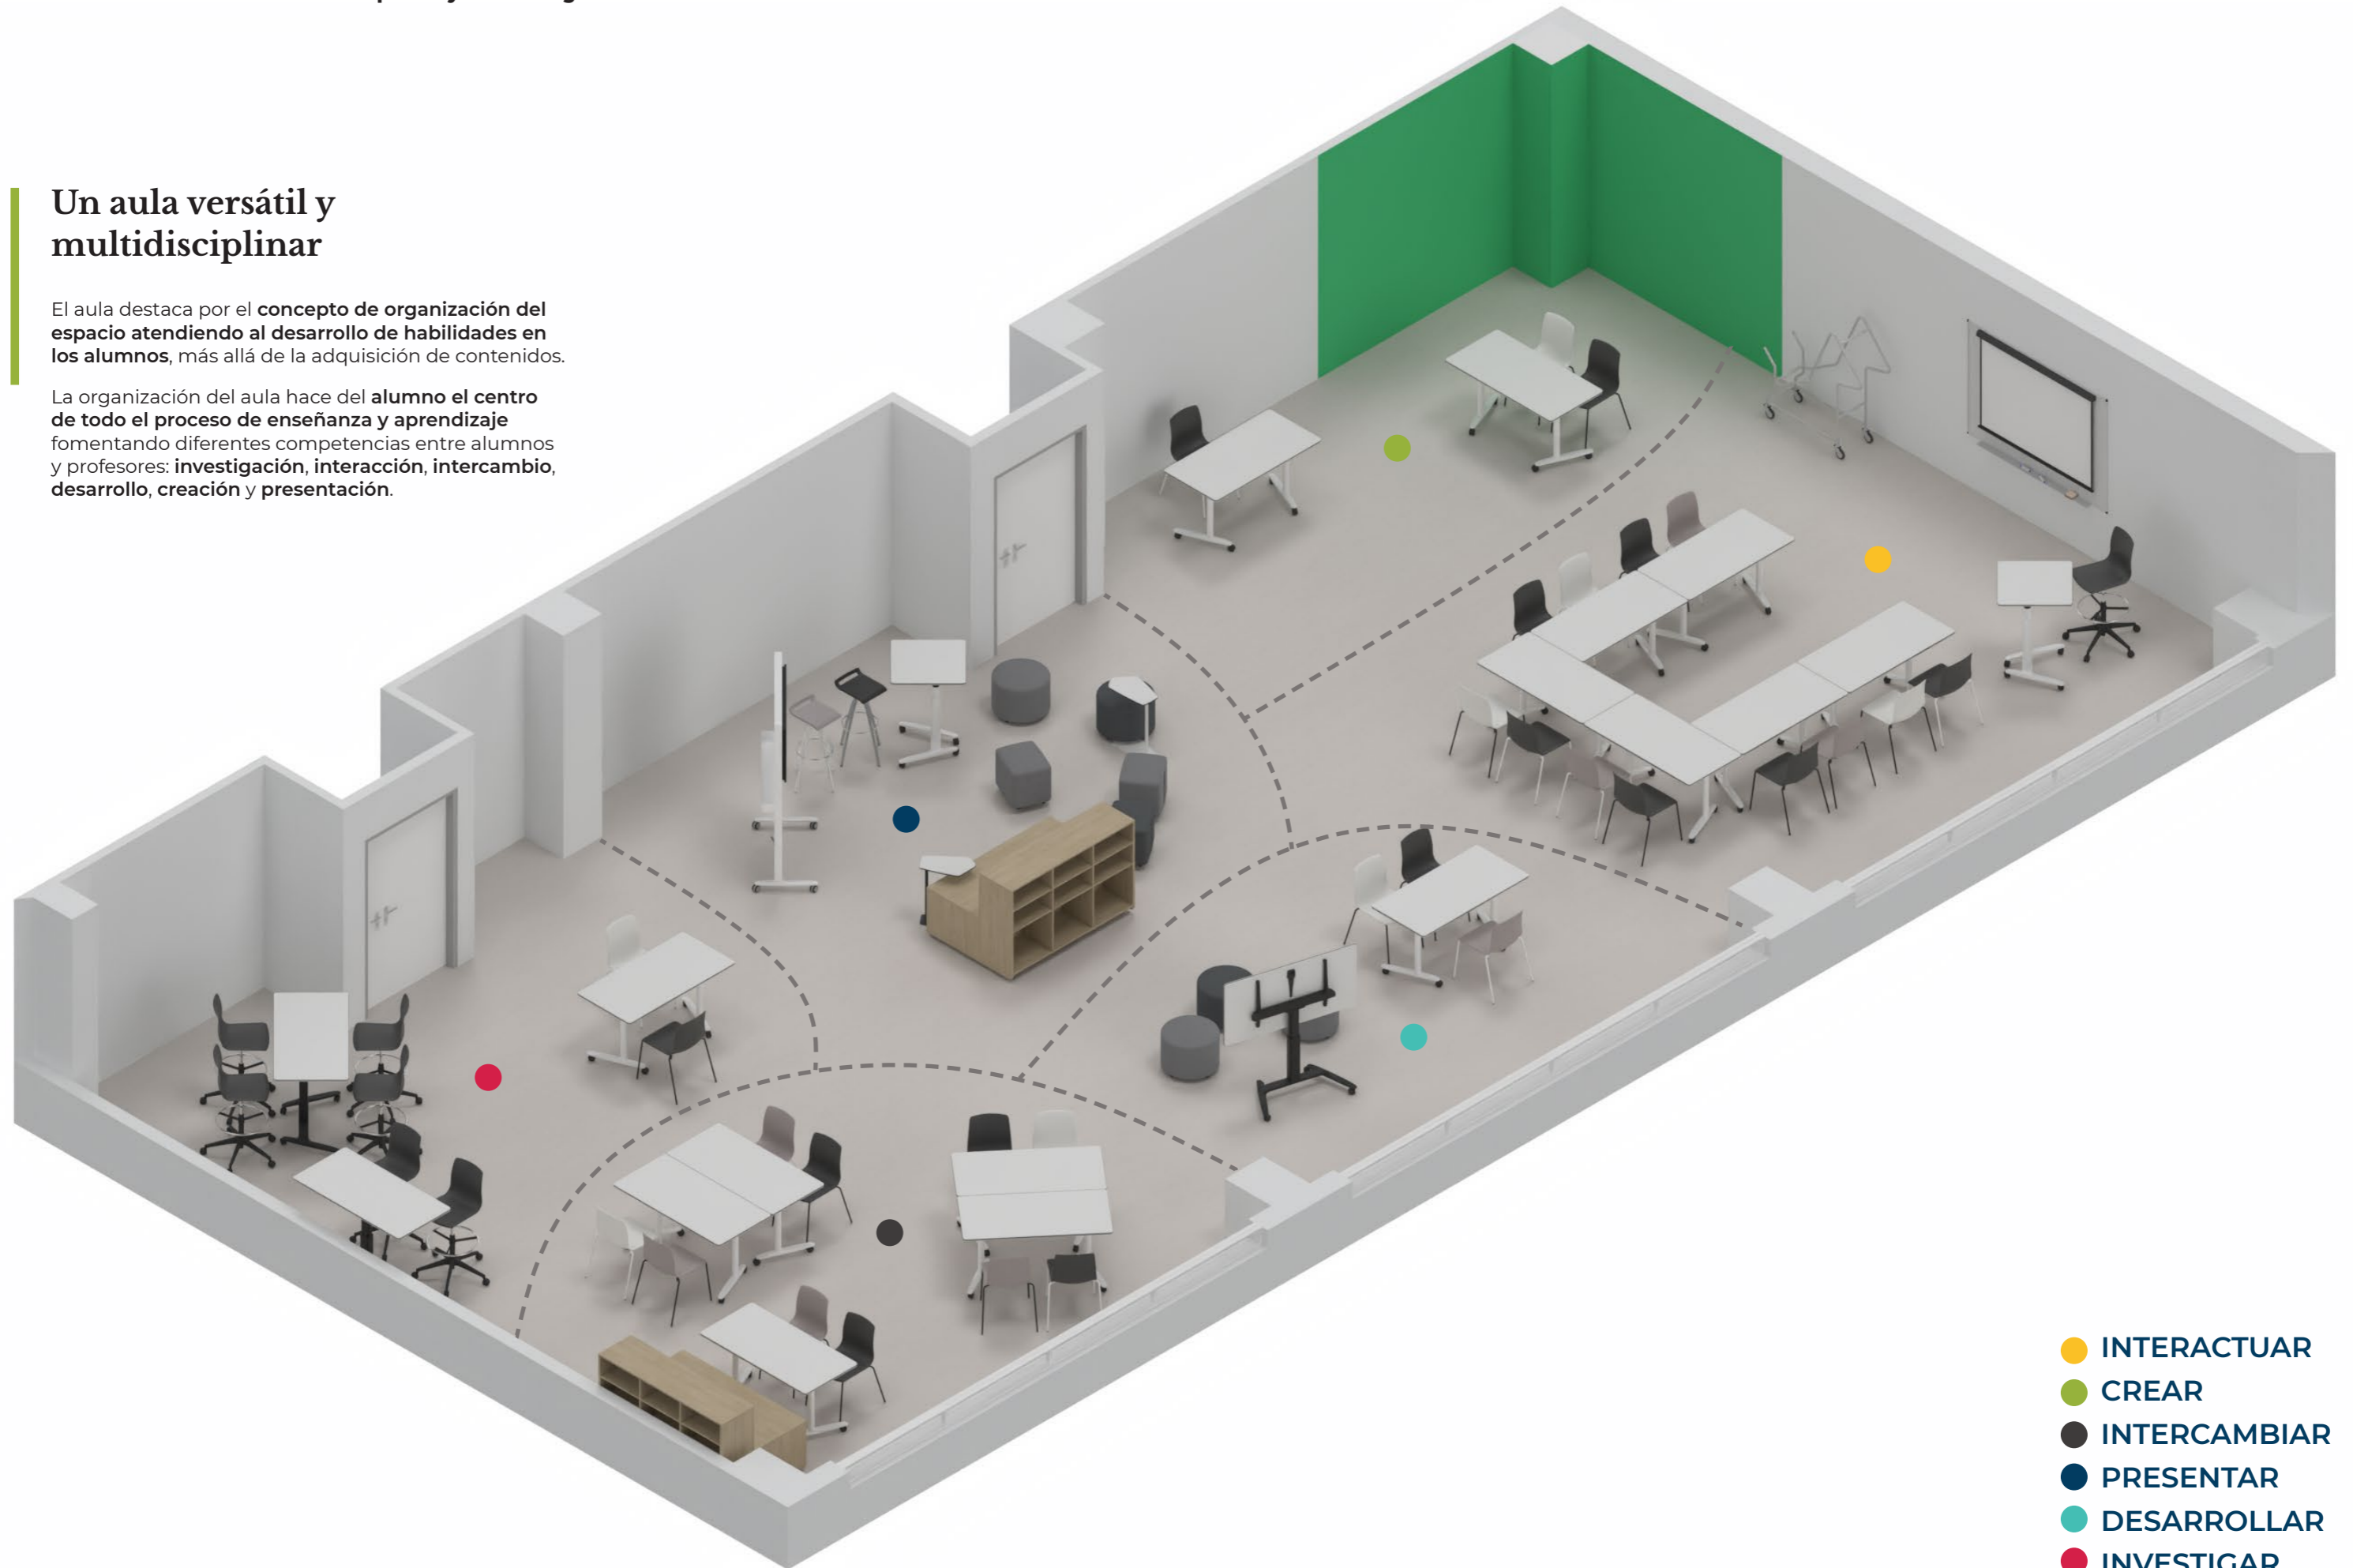 Un aula versátil y
multidisciplinar
El aula destaca por el concepto de organización del
espacio atendiendo al desarrollo de habilidades en
los alumnos, más allá de la adquisición de contenidos.
La organización del aula hace del alumno el centro
de todo el proceso de enseñanza y aprendizaje
fomentando diferentes competencias entre alumnos
y profesores: investigación, interacción, intercambio,
desarrollo, creación y presentación.
INTERACTUAR
CREAR
INTERCAMBIAR
PRESENTAR
DESARROLLAR
INVESTIGAR